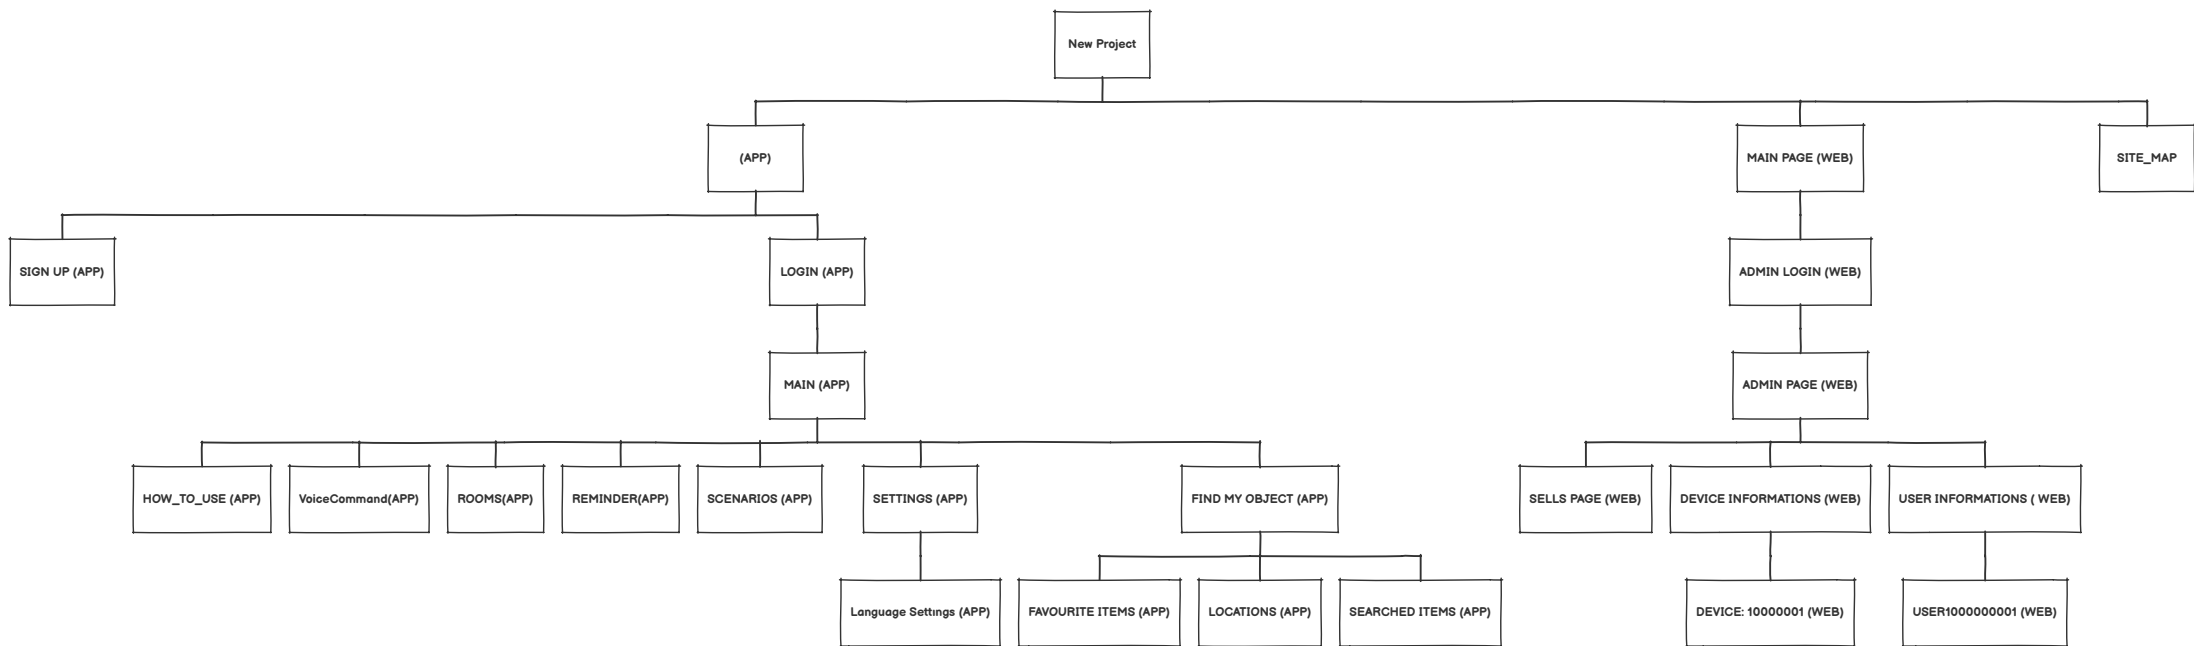 New Project
(APP)
MAIN PAGE (WEB)
SITE_MAP
SIGN UP (APP)
LOGIN (APP)
ADMIN LOGIN (WEB)
MAIN (APP)
ADMIN PAGE (WEB)
HOW_TO_USE (APP)
VoiceCommand(APP)
ROOMS(APP)
REMINDER(APP)
SCENARIOS (APP)
SETTINGS (APP)
FIND MY OBJECT (APP)
SELLS PAGE (WEB)
DEVICE INFORMATIONS (WEB)
USER INFORMATIONS ( WEB)
Language Settings (APP)
FAVOURITE ITEMS (APP)
LOCATIONS (APP)
SEARCHED ITEMS (APP)
DEVICE: 10000001 (WEB)
USER1000000001 (WEB)